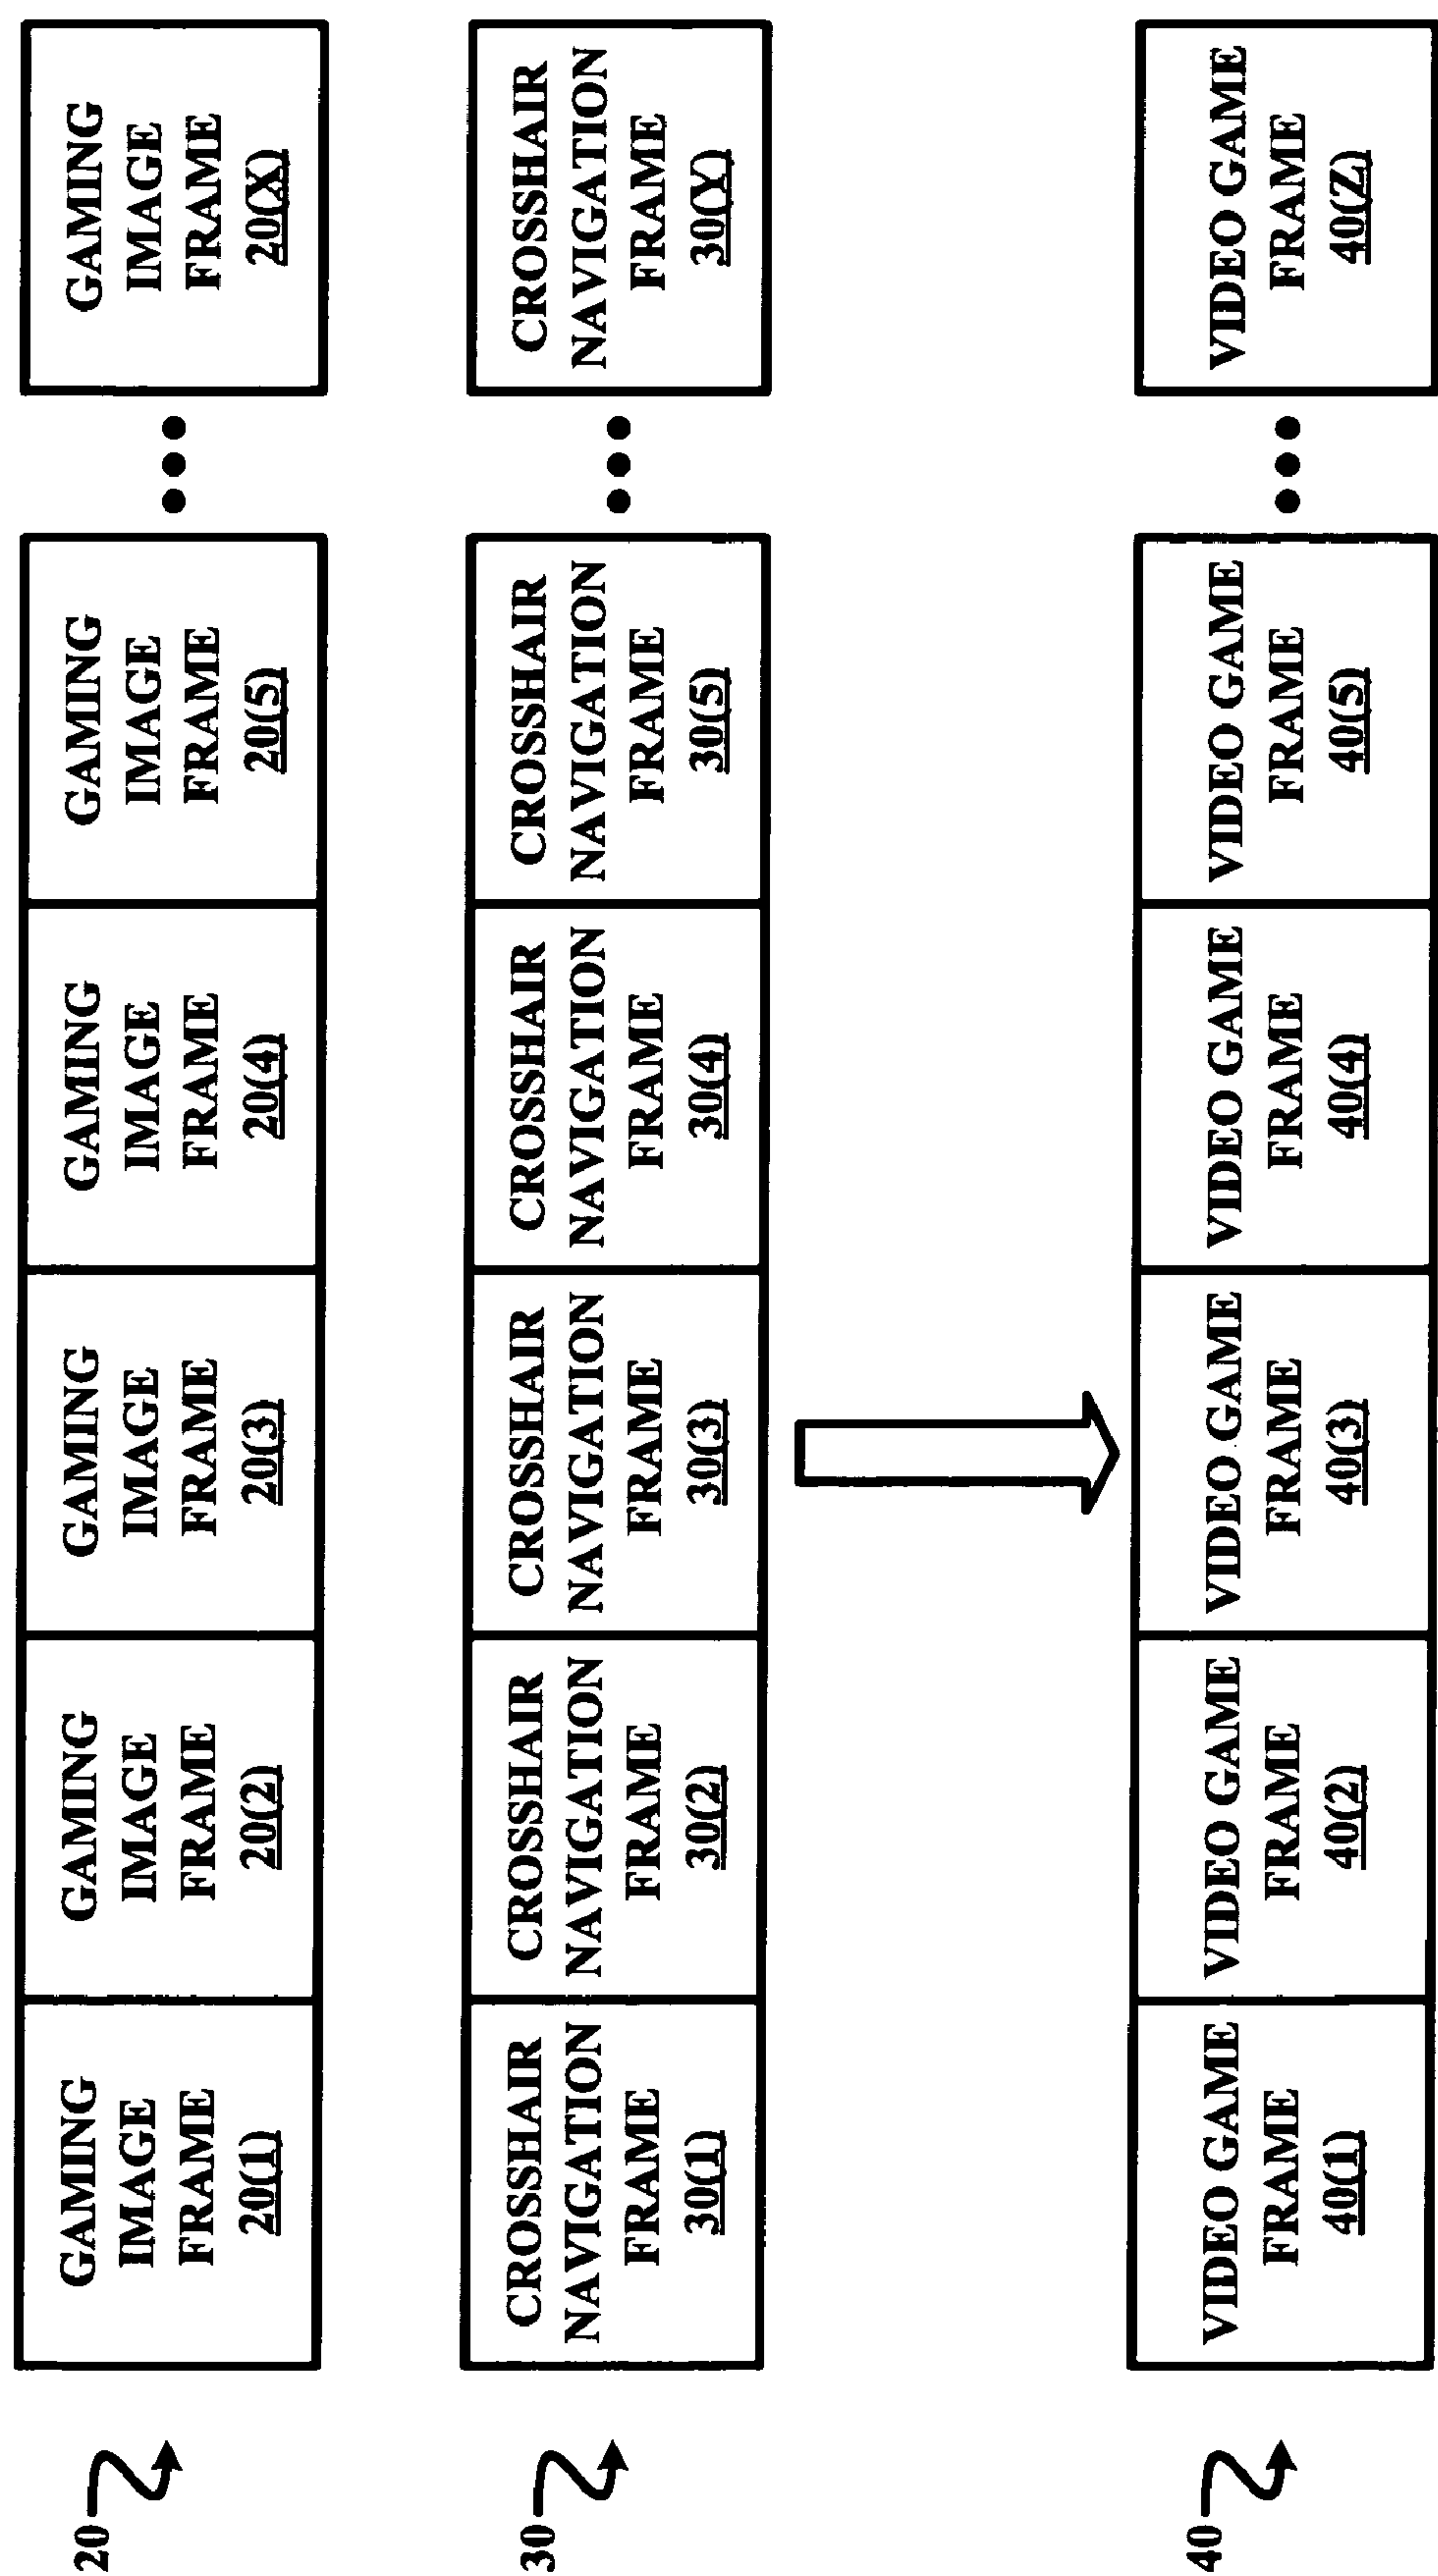 20
GAMING
IMAGE
FRAME
20(1)
GAMING
IMAGE
FRAME
20(2)
GAMING
IMAGE
FRAME
20(3)
GAMING
IMAGE
FRAME
20(4)
GAMING
IMAGE
FRAME
20(5)
GAMING
IMAGE
FRAME
20(X)
30
CROSSHAIR
NAVIGATION
FRAME
30(1)
CROSSHAIR
NAVIGATION
FRAME
30(2)
CROSSHAIR
NAVIGATION
FRAME
30(3)
CROSSHAIR
NAVIGATION
FRAME
30(4)
CROSSHAIR
NAVIGATION
FRAME
30(5)
CROSSHAIR
NAVIGATION
FRAME
30(Y)
40
VIDEO GAME
FRAME
40(1)
VIDEO GAME
FRAME
40(2)
VIDEO GAME
FRAME
40(3)
VIDEO GAME
FRAME
40(4)
VIDEO GAME
FRAME
40(5)
VIDEO GAME
FRAME
40(Z)